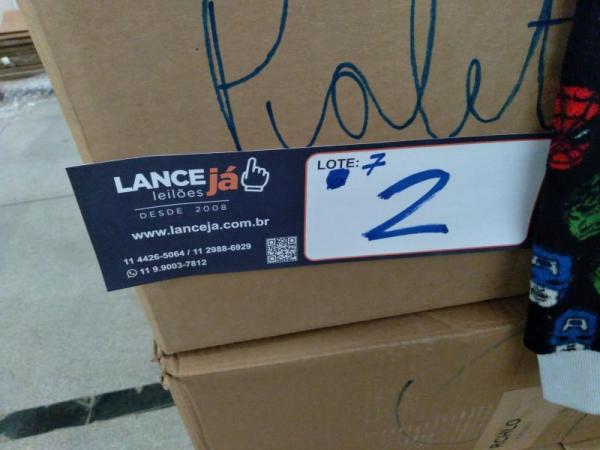 Palet
LANCE já
leilões
DESDE 2008
www.lanceja.com.br
11 4426-5064 / 11 2988-6929
11 9.9003-7812
LOTE: 7
2
RCHLO